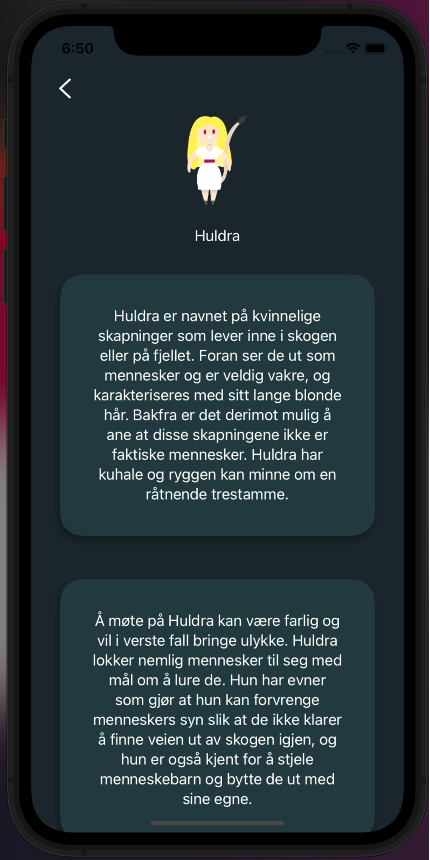 6:50
Huldra
Huldra er navnet på kvinnelige
skapninger som lever inne i skogen
eller på fjellet. Foran ser de ut som
mennesker og er veldig vakre, og
karakteriseres med sitt lange blonde
hår. Bakfra er det derimot mulig å
ane at disse skapningene ikke er
faktiske mennesker. Huldra har
kuhale og ryggen kan minne om en
råtnende trestamme.
Å møte på Huldra kan være farlig og
vil i verste fall bringe ulykke. Huldra
lokker nemlig mennesker til seg med
mål om å lure de. Hun har evner
som gjør at hun kan forvrenge
menneskers syn slik at de ikke klarer
å finne veien ut av skogen igjen, og
hun er også kjent for å stjele
menneskebarn og bytte de ut med
sine egne.